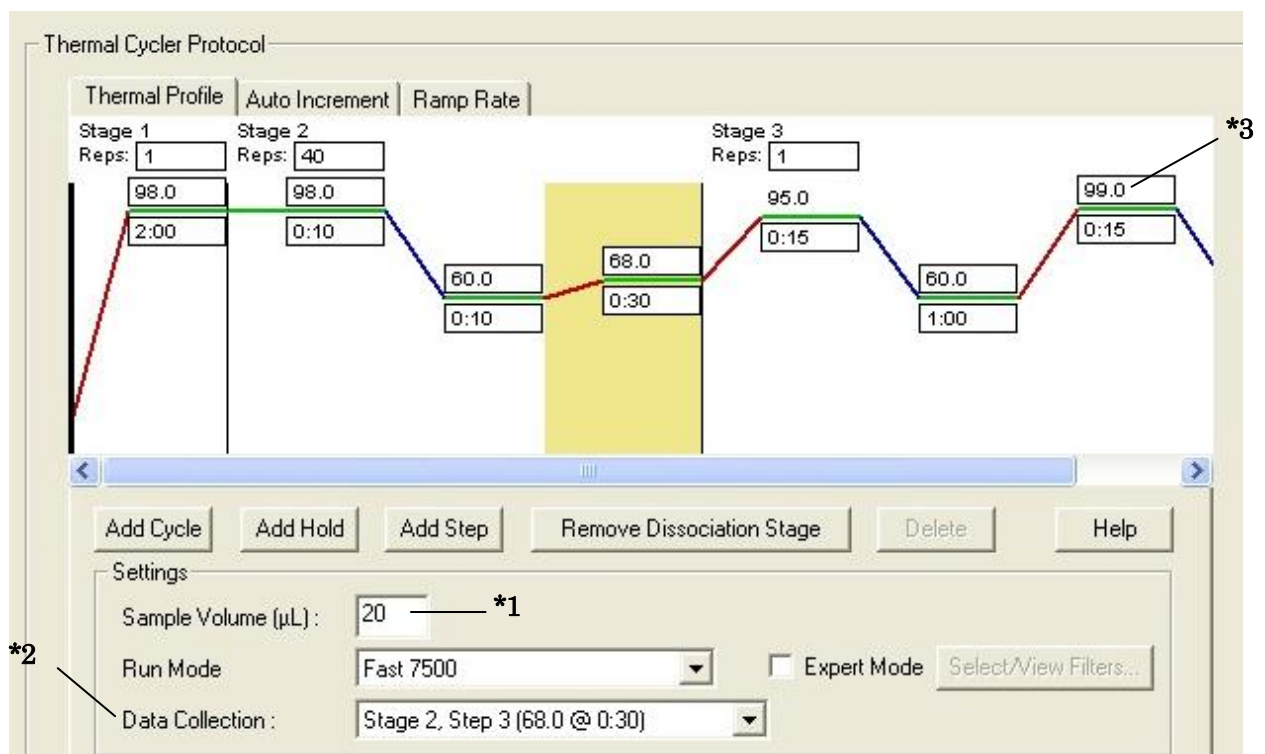 Thermal Cycler Protocol
Thermal Profile Auto Increment Ramp Rate
Stage 1 Stage 2 Stage 3
Reps: 1 Reps: 40 Reps: 1
*3
98.0 98.0 95.0 99.0
2:00 0:10 0:15 0:15
60.0 68.0 60.0
0:10 0:30 1:00
Add Cycle Add Hold Add Step Remove Dissociation Stage Delete Help
Settings
Sample Volume (µL) : 20 *1
*2
Run Mode Fast 7500 Expert Mode Select/View Filters...
Data Collection : Stage 2, Step 3 (68.0 @ 0:30)